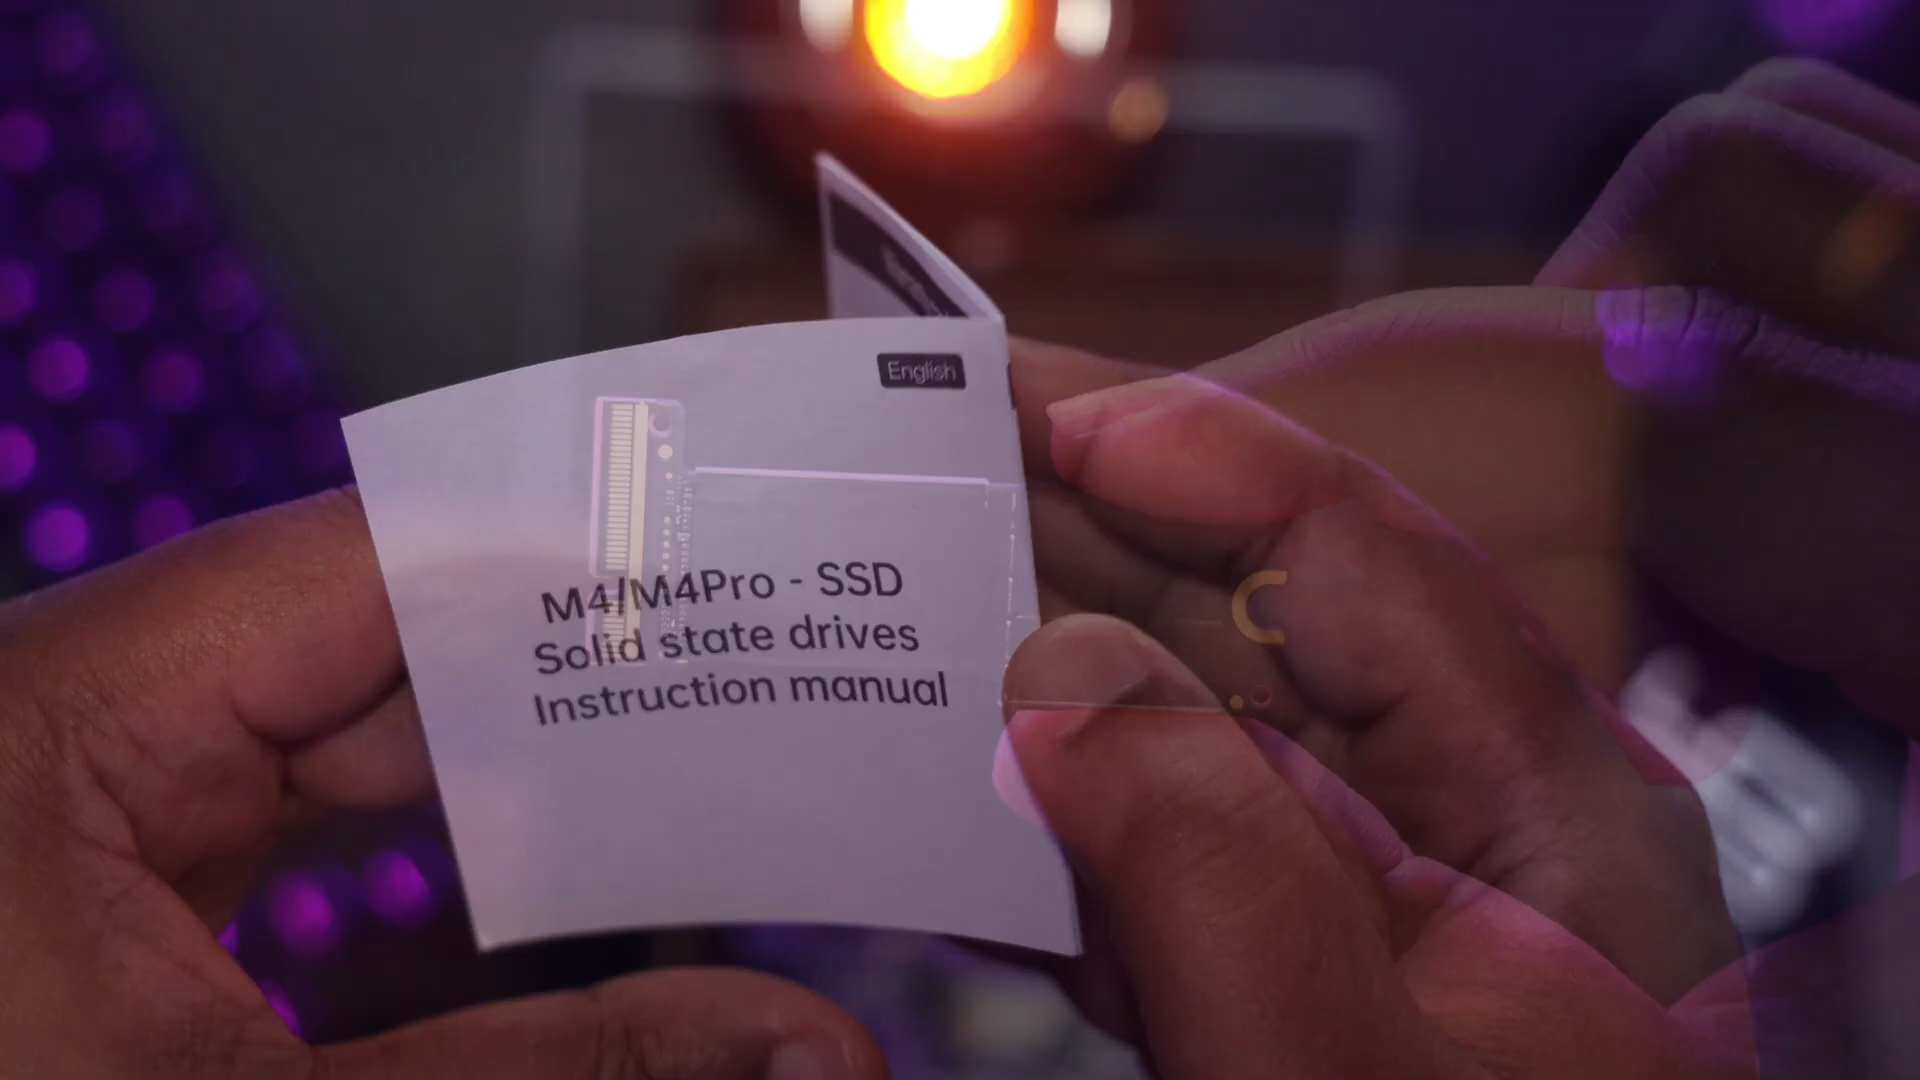 English
M4/M4Pro - SSD
Solid state drives
Instruction manual